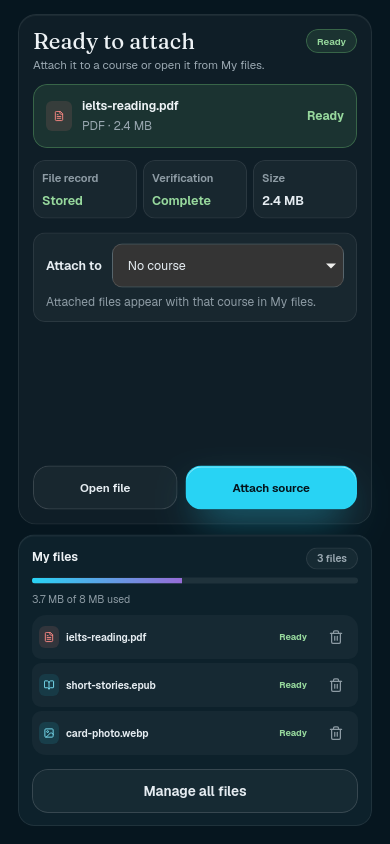 Ready to attach
Ready
Attach it to a course or open it from My files.
ielts-reading.pdf
PDF · 2.4 MB
Ready
File record
Stored
Verification
Complete
Size
2.4 MB
Attach to
No course
Attached files appear with that course in My files.
Open file
Attach source
My files
3 files
3.7 MB of 8 MB used
ielts-reading.pdf
Ready
short-stories.epub
Ready
card-photo.webp
Ready
Manage all files